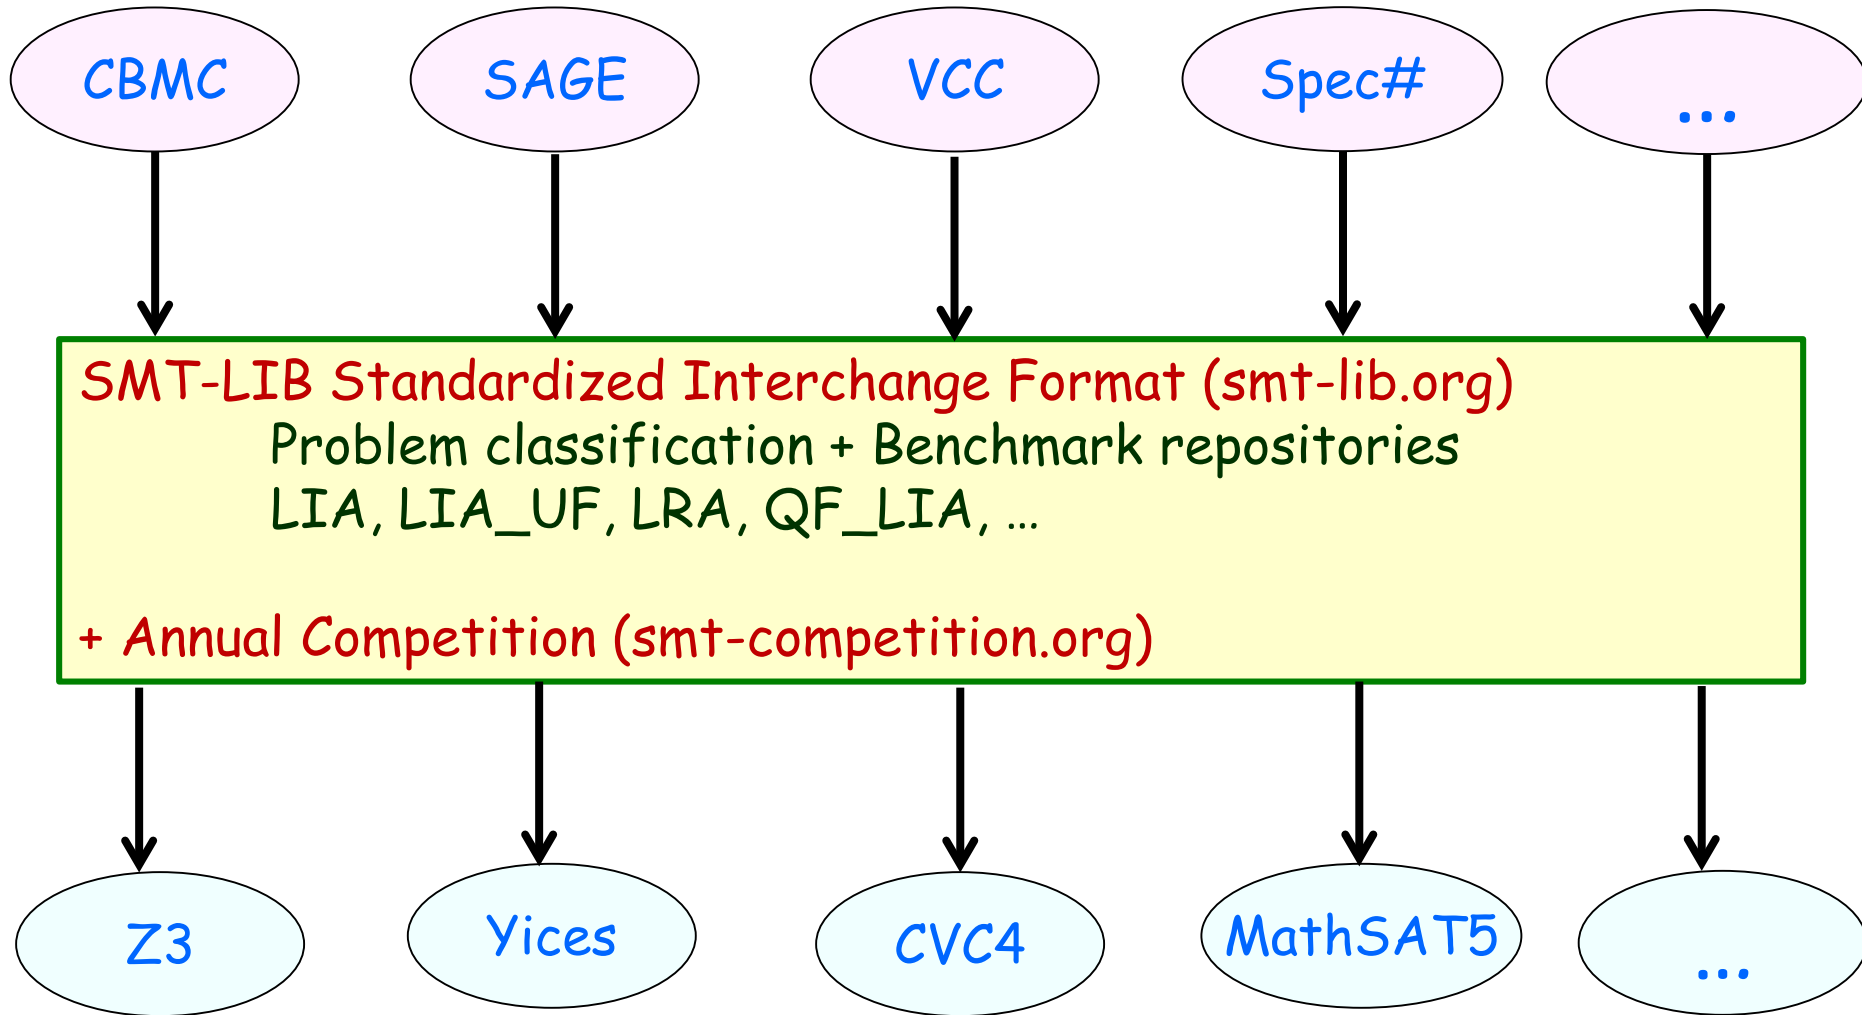 CBMC
SAGE
VCC
Spec#
...
SMT-LIB Standardized Interchange Format (smt-lib.org)
Problem classification + Benchmark repositories
LIA, LIA_UF, LRA, QF_LIA, ...
+ Annual Competition (smt-competition.org)
Z3
Yices
CVC4
MathSAT5
...